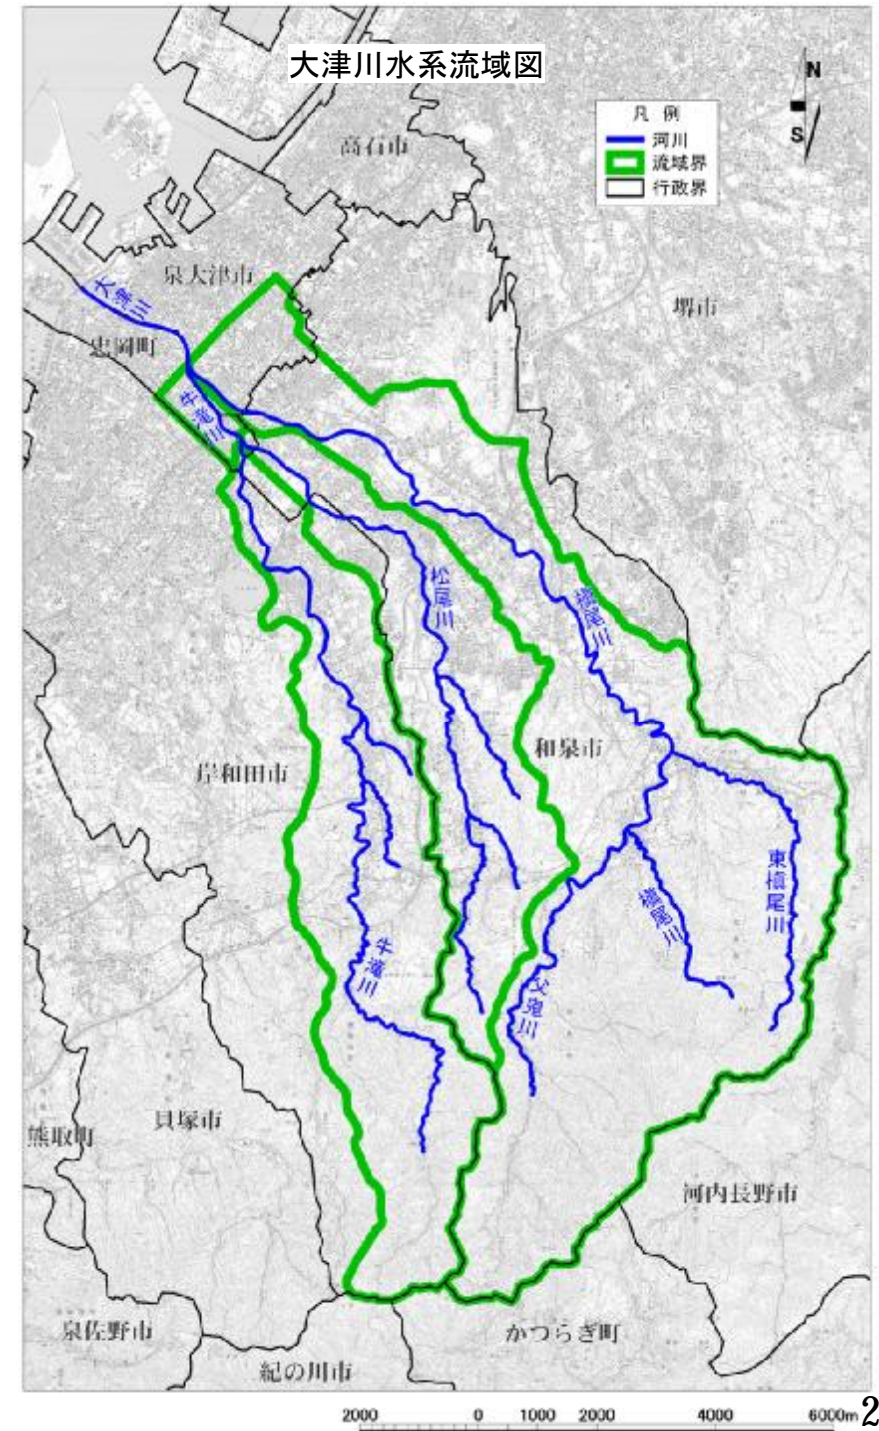 大津川水系流域図
N
S
凡 例
河川
流域界
行政界
高石市
泉大津市
大津川
堺市
忠岡町
牛滝川
松尾川
槇尾川
和泉市
岸和田市
東槇尾川
槇尾川
牛滝川
父鬼川
貝塚市
熊取町
河内長野市
泉佐野市
かつらぎ町
紀の川市
2000 0 1000 2000 4000 6000m
2